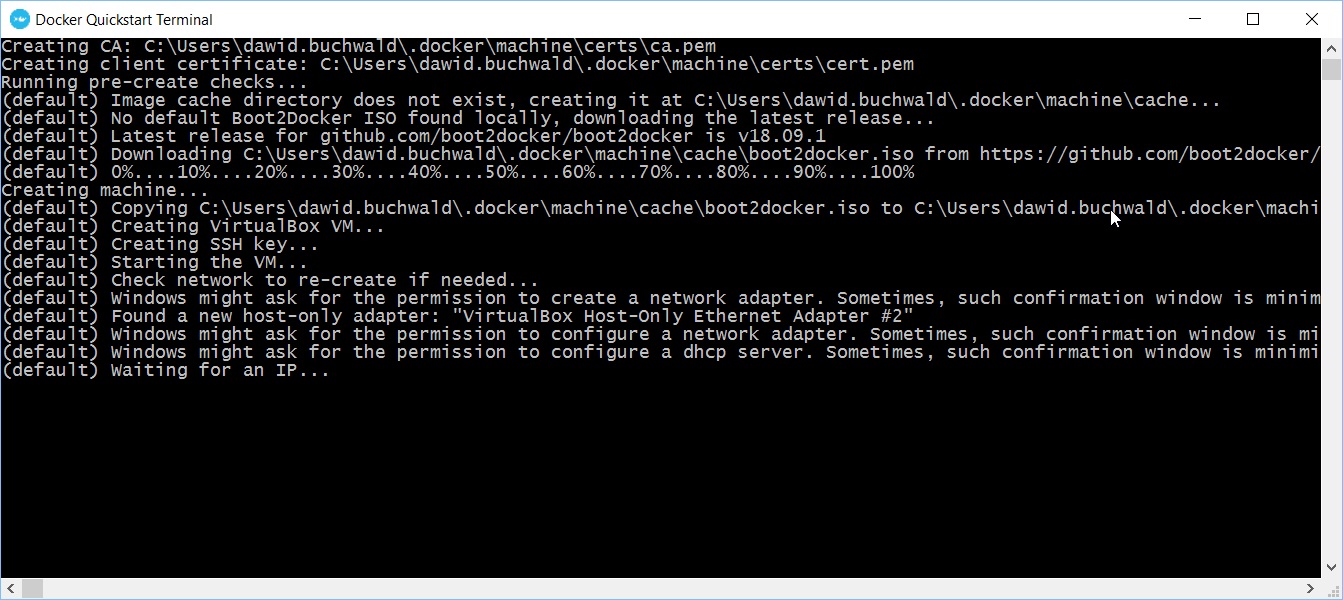 Docker Quickstart Terminal
Creating CA: C:\Users\dawid.buchwald\.docker\machine\certs\ca.pem
Creating client certificate: C:\Users\dawid.buchwald\.docker\machine\certs\cert.pem
Running pre-create checks...
(default) Image cache directory does not exist, creating it at C:\Users\dawid.buchwald\.docker\machine\cache...
(default) No default Boot2Docker ISO found locally, downloading the latest release...
(default) Latest release for github.com/boot2docker/boot2docker is v18.09.1
(default) Downloading C:\Users\dawid.buchwald\.docker\machine\cache\boot2docker.iso from https://github.com/boot2docker/
(default) 0%....10%....20%....30%....40%....50%....60%....70%....80%....90%....100%
Creating machine...
(default) Copying C:\Users\dawid.buchwald\.docker\machine\cache\boot2docker.iso to C:\Users\dawid.buchwald\.docker\machi
(default) Creating VirtualBox VM...
(default) Creating SSH key...
(default) Starting the VM...
(default) Check network to re-create if needed...
(default) Windows might ask for the permission to create a network adapter. Sometimes, such confirmation window is minim
(default) Found a new host-only adapter: "VirtualBox Host-Only Ethernet Adapter #2"
(default) Windows might ask for the permission to configure a network adapter. Sometimes, such confirmation window is mi
(default) Windows might ask for the permission to configure a dhcp server. Sometimes, such confirmation window is minimi
(default) Waiting for an IP...